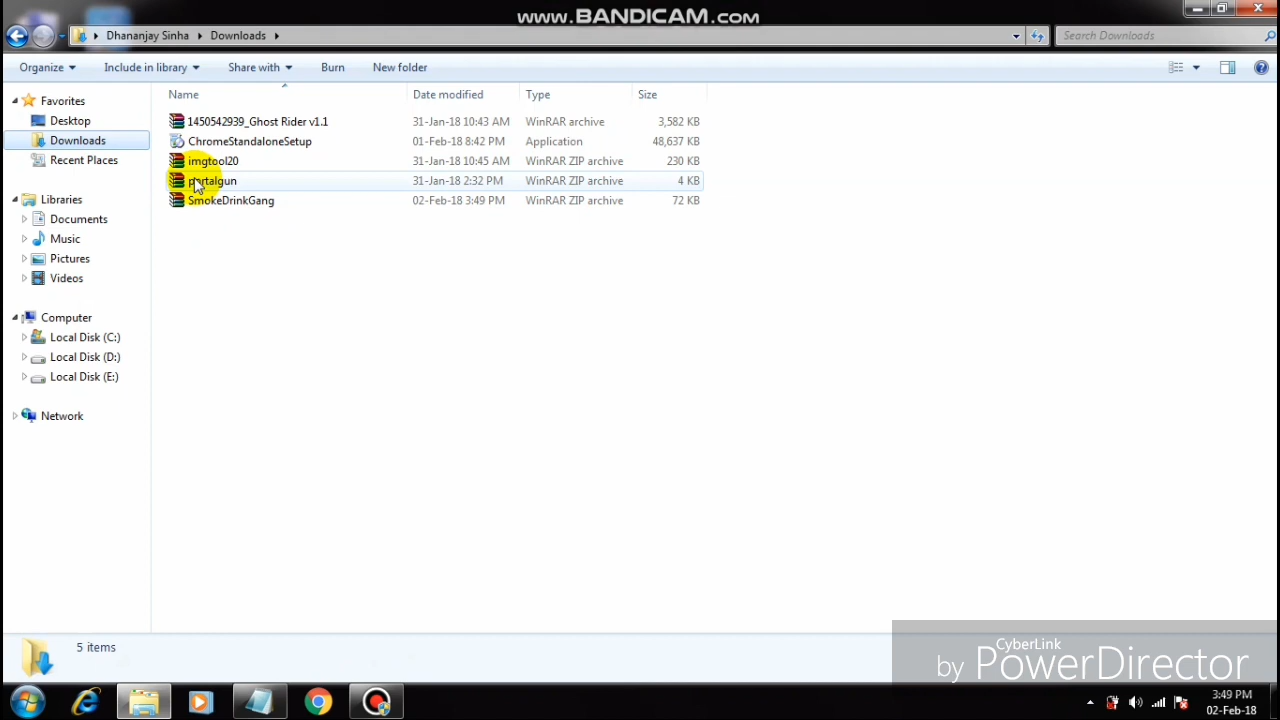 www.BANDICAM.com
Dhananjay Sinha Downloads
Search Downloads
Organize Include in library Share with Burn New folder
Name Date modified Type Size
Favorites
Desktop
Downloads
Recent Places
Libraries
Documents
Music
Pictures
Videos
Computer
Local Disk (C:)
Local Disk (D:)
Local Disk (E:)
Network
1450542939_Ghost Rider v1.1 31-Jan-18 10:43 AM WinRAR archive 3,582 KB
ChromeStandaloneSetup 01-Feb-18 8:42 PM Application 48,637 KB
imgtool20 31-Jan-18 10:45 AM WinRAR ZIP archive 230 KB
portalgun 31-Jan-18 2:32 PM WinRAR ZIP archive 4 KB
SmokeDrinkGang 02-Feb-18 3:49 PM WinRAR ZIP archive 72 KB
5 items
CyberLink
by PowerDirector
3:49 PM
02-Feb-18